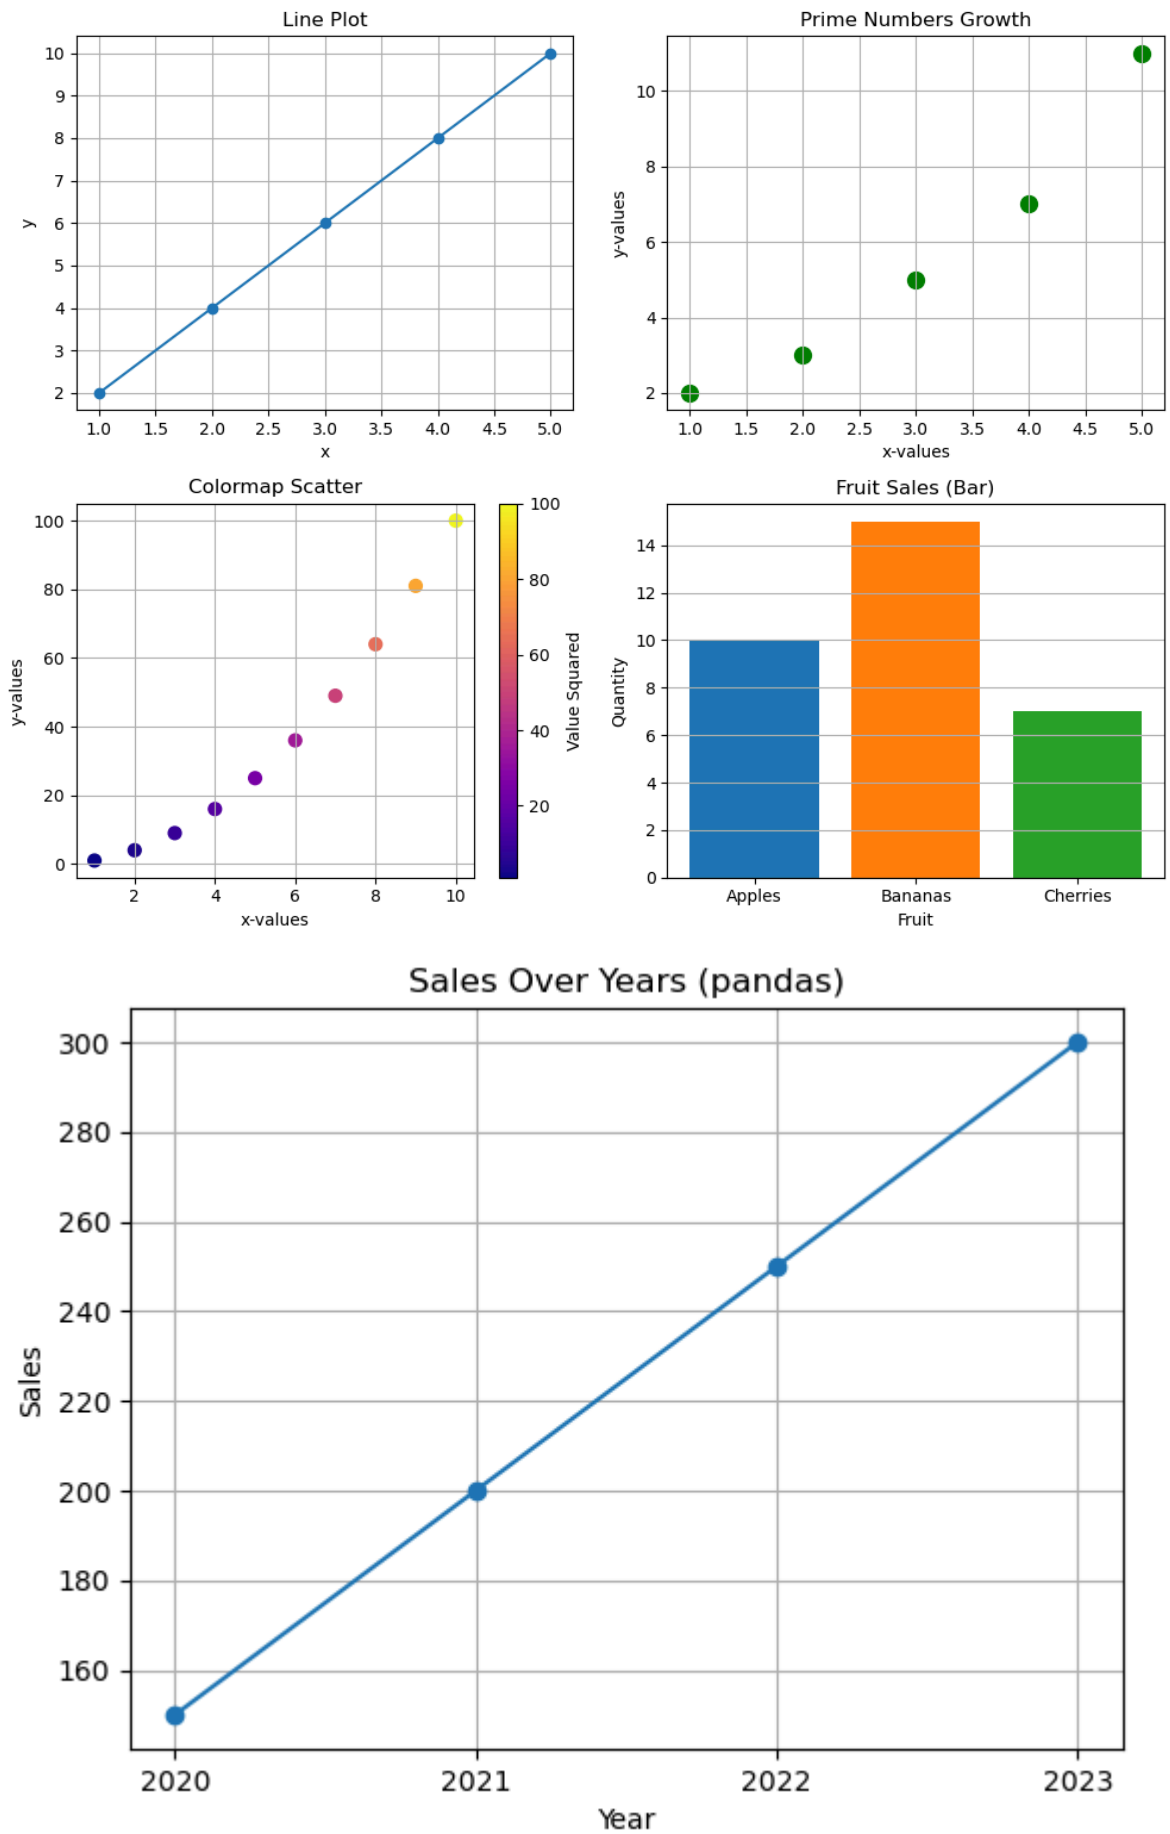 Line Plot
10
9
8
7
6
5
4
3
2
y
1.0 1.5 2.0 2.5 3.0 3.5 4.0 4.5 5.0
x
Prime Numbers Growth
10
8
6
4
2
y-values
1.0 1.5 2.0 2.5 3.0 3.5 4.0 4.5 5.0
x-values
Colormap Scatter
100
80
60
40
20
0
y-values
2 4 6 8 10
x-values
100
80
60
40
20
Value Squared
Fruit Sales (Bar)
14
12
10
8
6
4
2
0
Quantity
Apples Bananas Cherries
Fruit
Sales Over Years (pandas)
300
280
260
240
220
200
180
160
Sales
2020 2021 2022 2023
Year